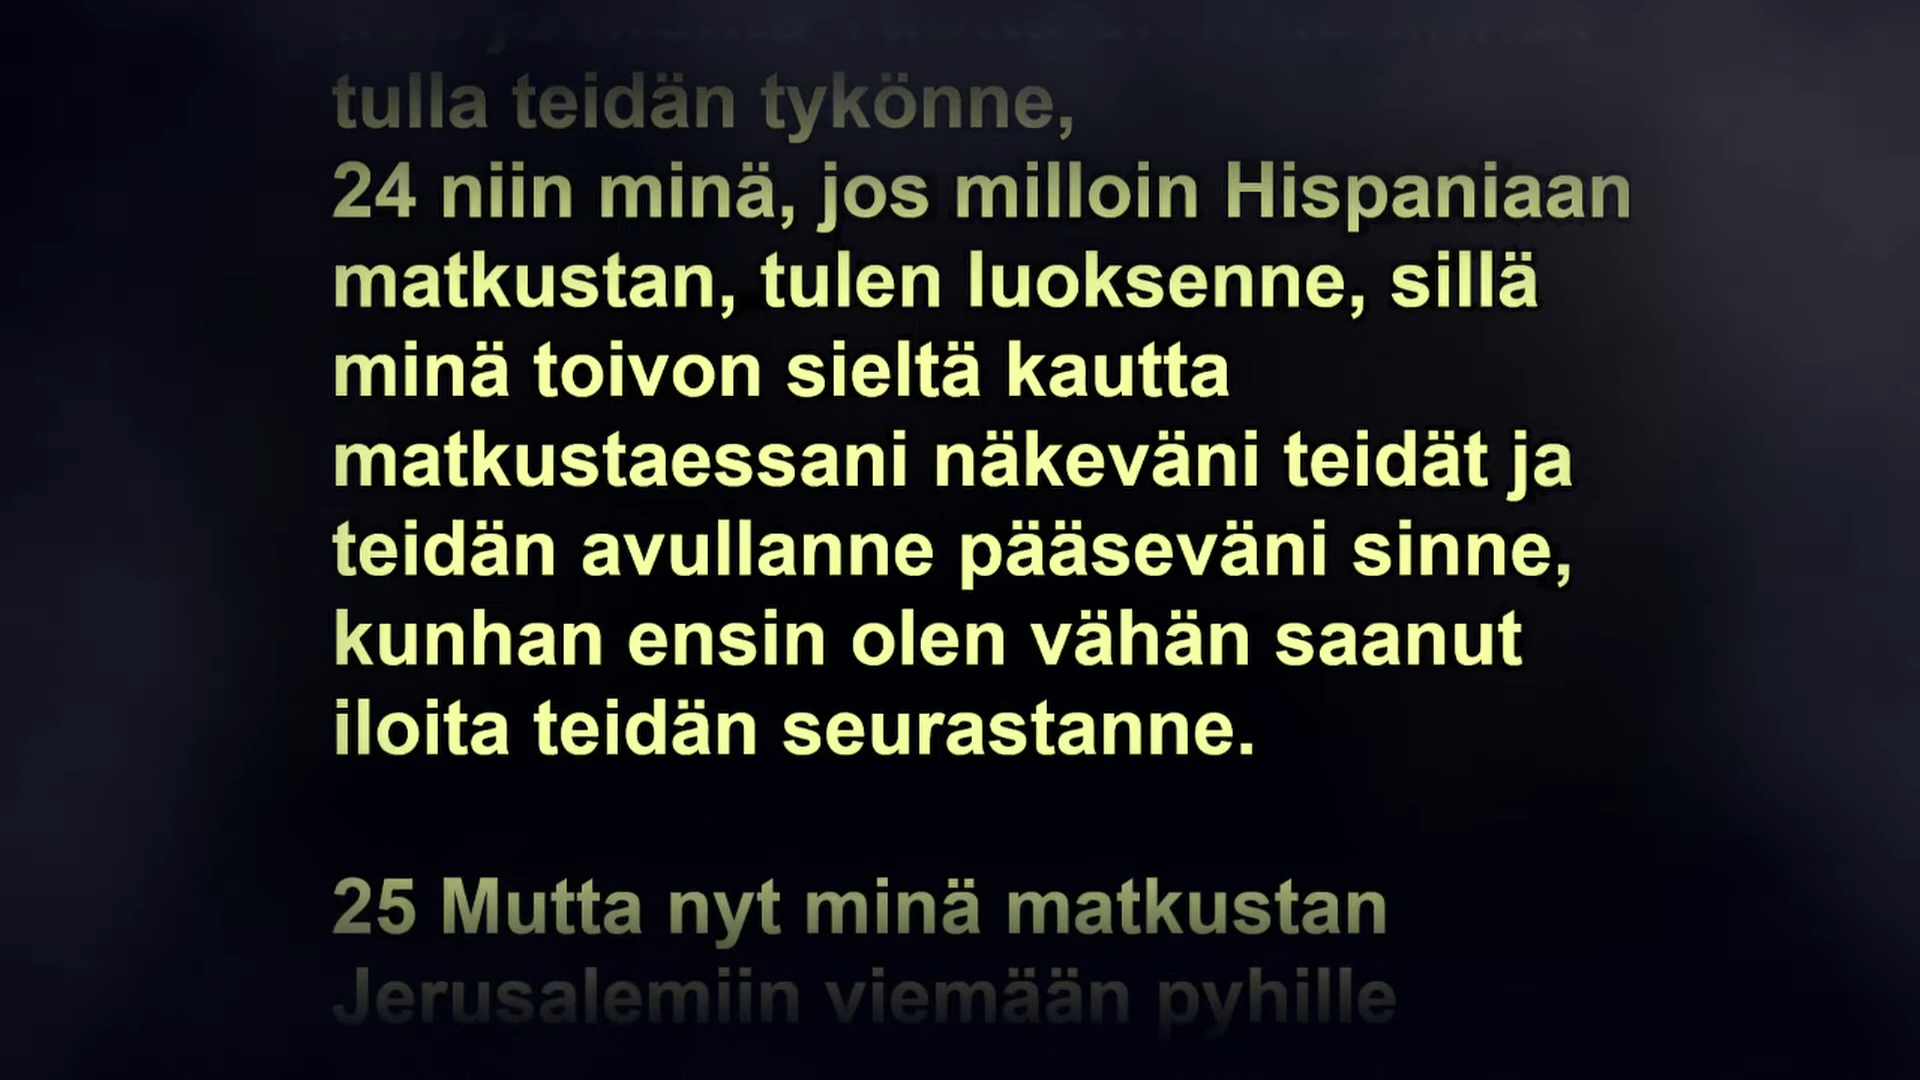 tulla teidän tykönne,
24 niin minä, jos milloin Hispaniaan
matkustan, tulen luoksenne, sillä
minä toivon sieltä kautta
matkustaessani näkeväni teidät ja
teidän avullanne pääseväni sinne,
kunhan ensin olen vähän saanut
iloita teidän seurastanne.
25 Mutta nyt minä matkustan
Jerusalemiin viemään pyhille